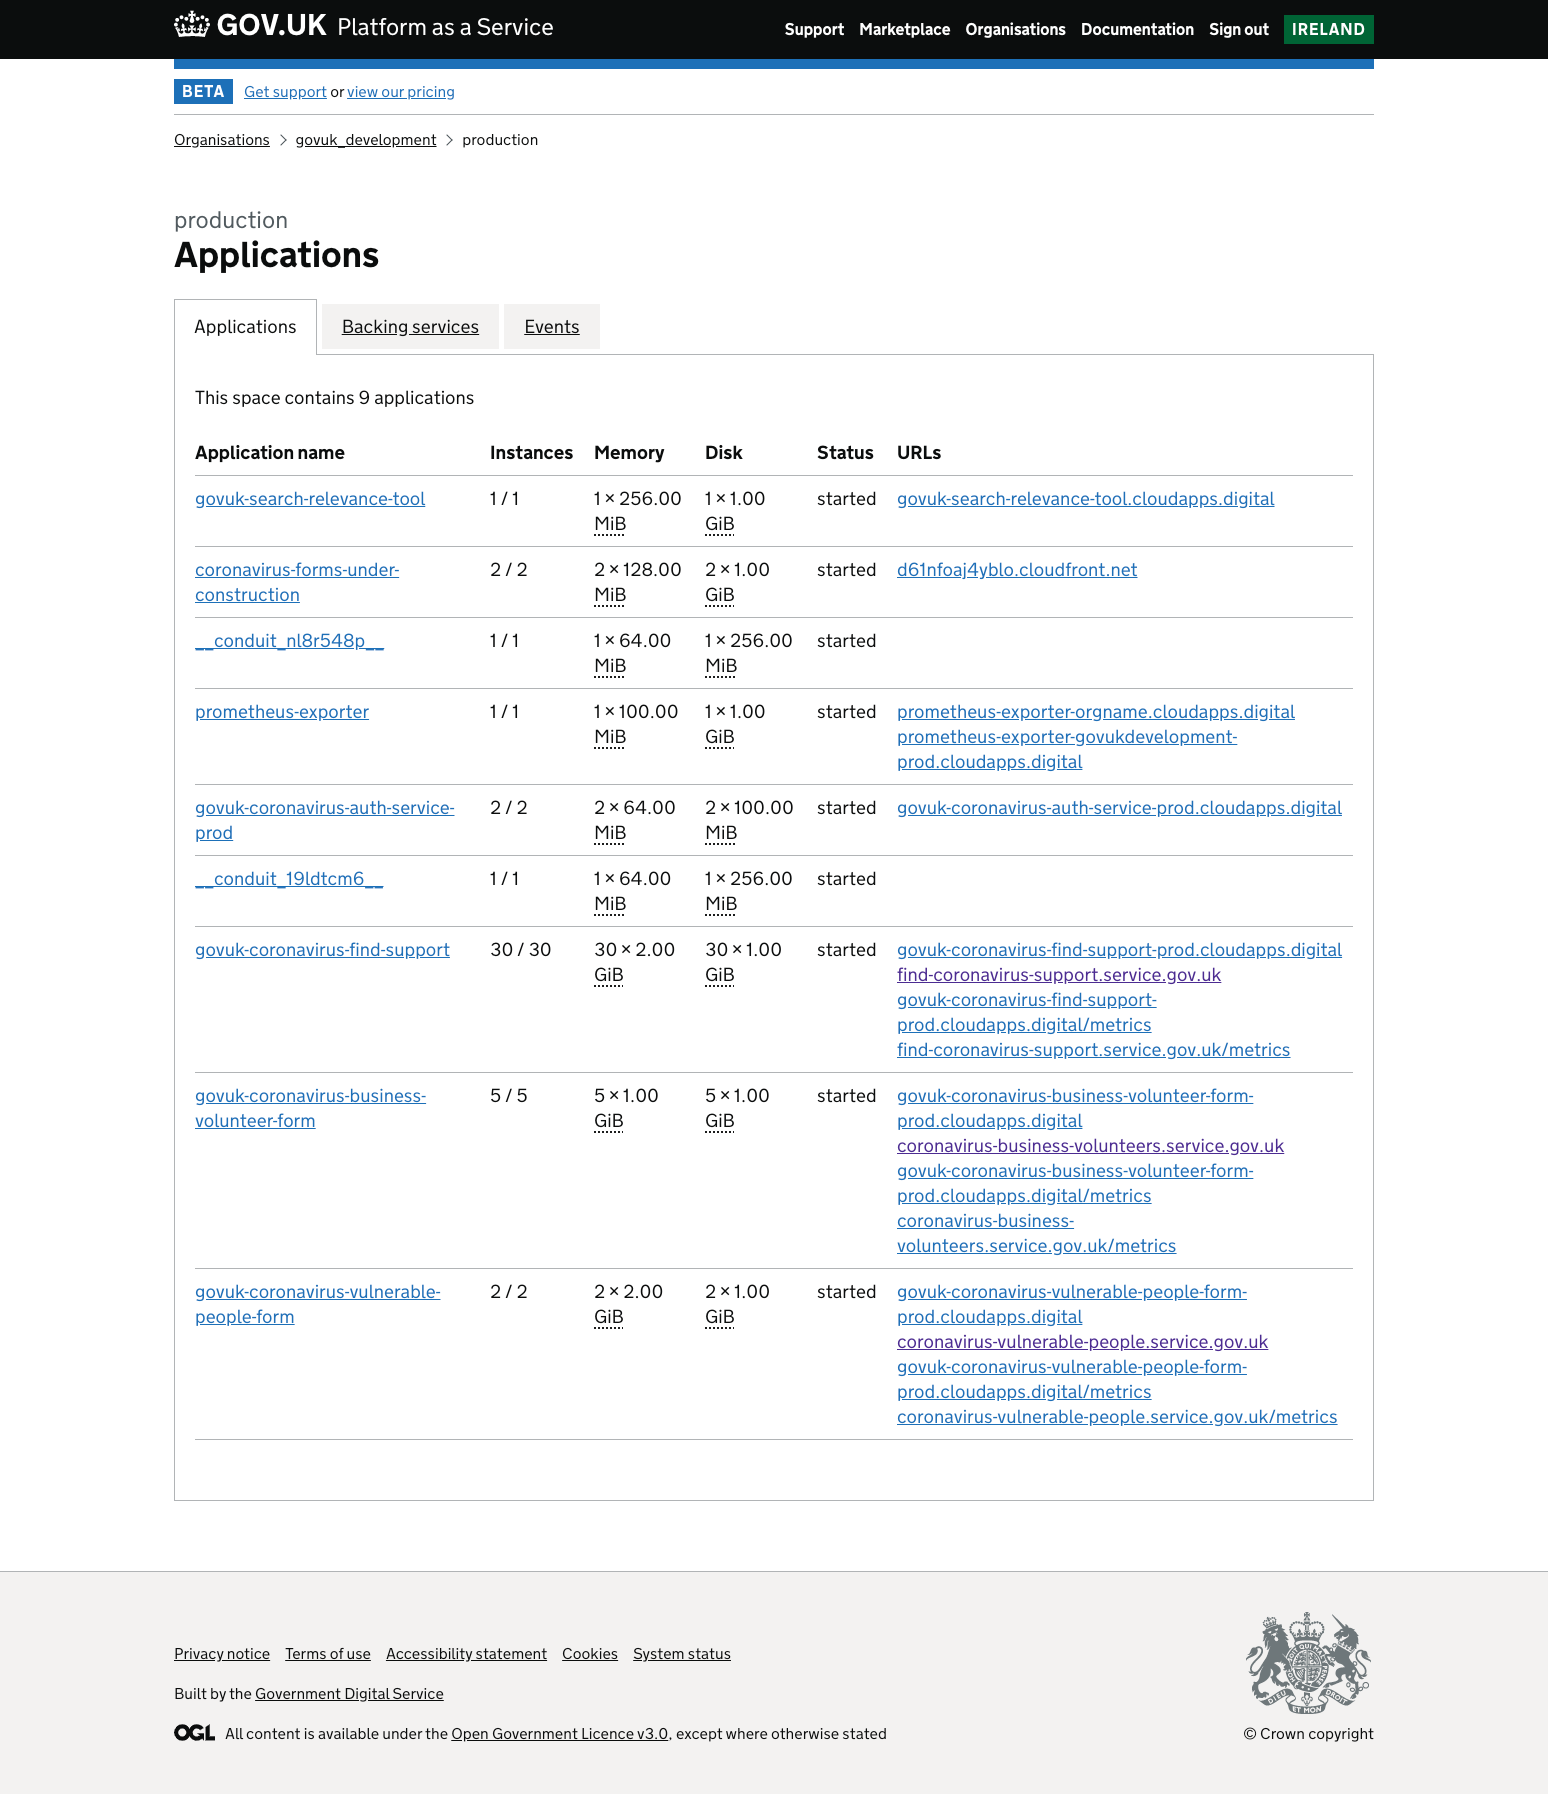 GOV.UK Platform as a Service Support Marketplace Organisations Documentation Sign out IRELAND
BETA Get support or view our pricing
Organisations govuk_development production
production
Applications
Applications Backing services Events
This space contains 9 applications
Application name Instances Memory Disk Status URLs
govuk-search-relevance-tool 1 / 1 1 × 256.00 1 × 1.00 started govuk-search-relevance-tool.cloudapps.digital
MiB GiB
coronavirus-forms-under- 2 / 2 2 × 128.00 2 × 1.00 started d61nfoaj4yblo.cloudfront.net
construction MiB GiB
__conduit_nl8r548p__ 1 / 1 1 × 64.00 1 × 256.00 started
MiB MiB
prometheus-exporter 1 / 1 1 × 100.00 1 × 1.00 started prometheus-exporter-orgname.cloudapps.digital
MiB GiB prometheus-exporter-govukdevelopment-
prod.cloudapps.digital
govuk-coronavirus-auth-service- 2 / 2 2 × 64.00 2 × 100.00 started govuk-coronavirus-auth-service-prod.cloudapps.digital
prod MiB MiB
__conduit_19ldtcm6__ 1 / 1 1 × 64.00 1 × 256.00 started
MiB MiB
govuk-coronavirus-find-support 30 / 30 30 × 2.00 30 × 1.00 started govuk-coronavirus-find-support-prod.cloudapps.digital
GiB GiB find-coronavirus-support.service.gov.uk
govuk-coronavirus-find-support-
prod.cloudapps.digital/metrics
find-coronavirus-support.service.gov.uk/metrics
govuk-coronavirus-business- 5 / 5 5 × 1.00 5 × 1.00 started govuk-coronavirus-business-volunteer-form-
volunteer-form GiB GiB prod.cloudapps.digital
coronavirus-business-volunteers.service.gov.uk
govuk-coronavirus-business-volunteer-form-
prod.cloudapps.digital/metrics
coronavirus-business-
volunteers.service.gov.uk/metrics
govuk-coronavirus-vulnerable- 2 / 2 2 × 2.00 2 × 1.00 started govuk-coronavirus-vulnerable-people-form-
people-form GiB GiB prod.cloudapps.digital
coronavirus-vulnerable-people.service.gov.uk
govuk-coronavirus-vulnerable-people-form-
prod.cloudapps.digital/metrics
coronavirus-vulnerable-people.service.gov.uk/metrics
Privacy notice Terms of use Accessibility statement Cookies System status
Built by the Government Digital Service
DIEU ET MON DROIT
OGL All content is available under the Open Government Licence v3.0, except where otherwise stated © Crown copyright